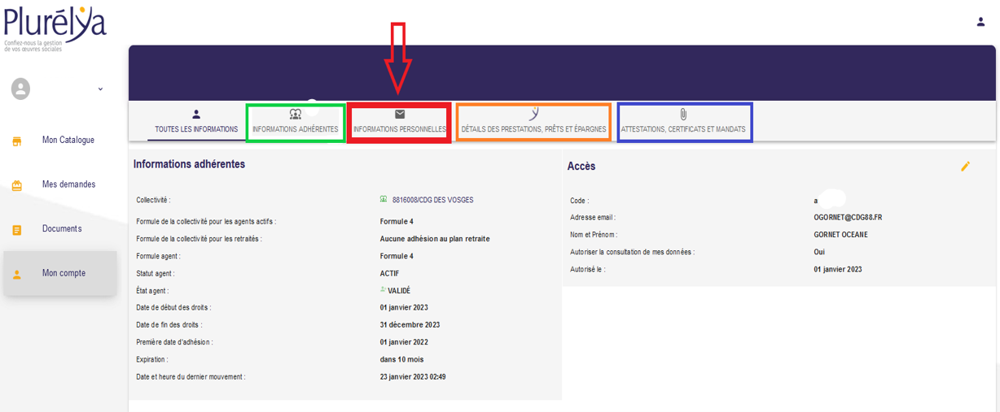 Plurélya
Confiez-nous la gestion
de vos œuvres sociales
Mon Catalogue
Mes demandes
Documents
Mon compte
TOUTES LES INFORMATIONS
INFORMATIONS ADHÉRENTES
INFORMATIONS PERSONNELLES
DÉTAILS DES PRESTATIONS, PRÊTS ET ÉPARGNES
ATTESTATIONS, CERTIFICATS ET MANDATS
Informations adhérentes
Collectivité : 8816008/CDG DES VOSGES
Formule de la collectivité pour les agents actifs : Formule 4
Formule de la collectivité pour les retraités : Aucune adhésion au plan retraite
Formule agent : Formule 4
Statut agent : ACTIF
État agent : VALIDÉ
Date de début des droits : 01 janvier 2023
Date de fin des droits : 31 décembre 2023
Première date d'adhésion : 01 janvier 2022
Expiration : dans 10 mois
Date et heure du dernier mouvement : 23 janvier 2023 02:49
Accès
Code : a
Adresse email : OGORNET@CDG88.FR
Nom et Prénom : GORNET OCEANE
Autoriser la consultation de mes données : Oui
Autorisé le : 01 janvier 2023